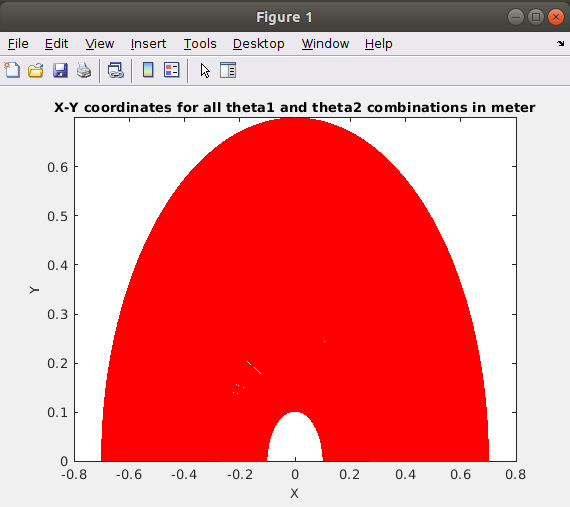 Figure 1
File Edit View Insert Tools Desktop Window Help
X-Y coordinates for all theta1 and theta2 combinations in meter
0.6
0.5
0.4
0.3
0.2
0.1
0
Y
-0.8 -0.6 -0.4 -0.2 0 0.2 0.4 0.6 0.8
X